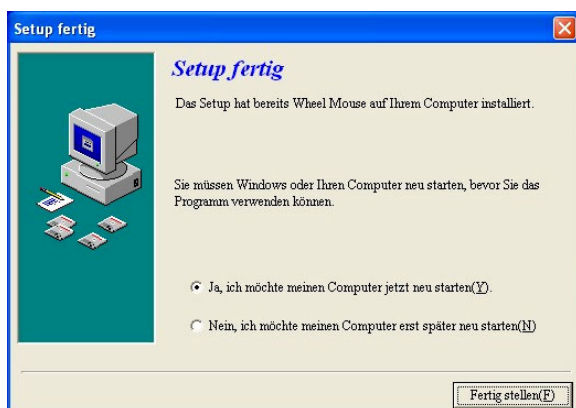 Setup fertig
Setup fertig
Das Setup hat bereits Wheel Mouse auf Ihrem Computer installiert.
Sie müssen Windows oder Ihren Computer neu starten, bevor Sie das
Programm verwenden können.
Ja, ich möchte meinen Computer jetzt neu starten(Y).
Nein, ich möchte meinen Computer erst später neu starten(N)
Fertig stellen(F)